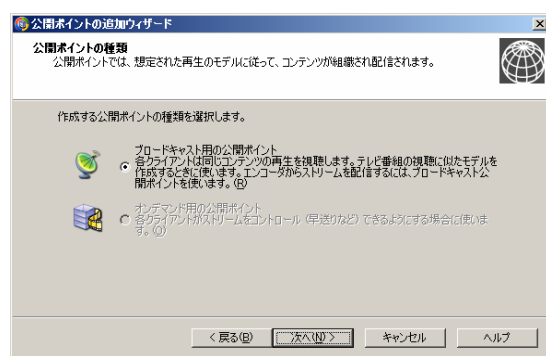 公開ポイントの追加ウィザード
公開ポイントの種類
公開ポイントでは、想定された再生のモデルに従って、コンテンツが組織され配信されます。
作成する公開ポイントの種類を選択します。
ブロードキャスト用の公開ポイント
各クライアントは同じコンテンツの再生を視聴します。テレビ番組の視聴に似たモデルを
作成するときに使います。エンコーダからストリームを配信するには、ブロードキャスト公
開ポイントを使います。(R)
オンデマンド用の公開ポイント
各クライアントがストリームをコントロール (早送りなど) できるようにする場合に使いま
す。(O)
< 戻る(B)
次へ(N) >
キャンセル
ヘルプ